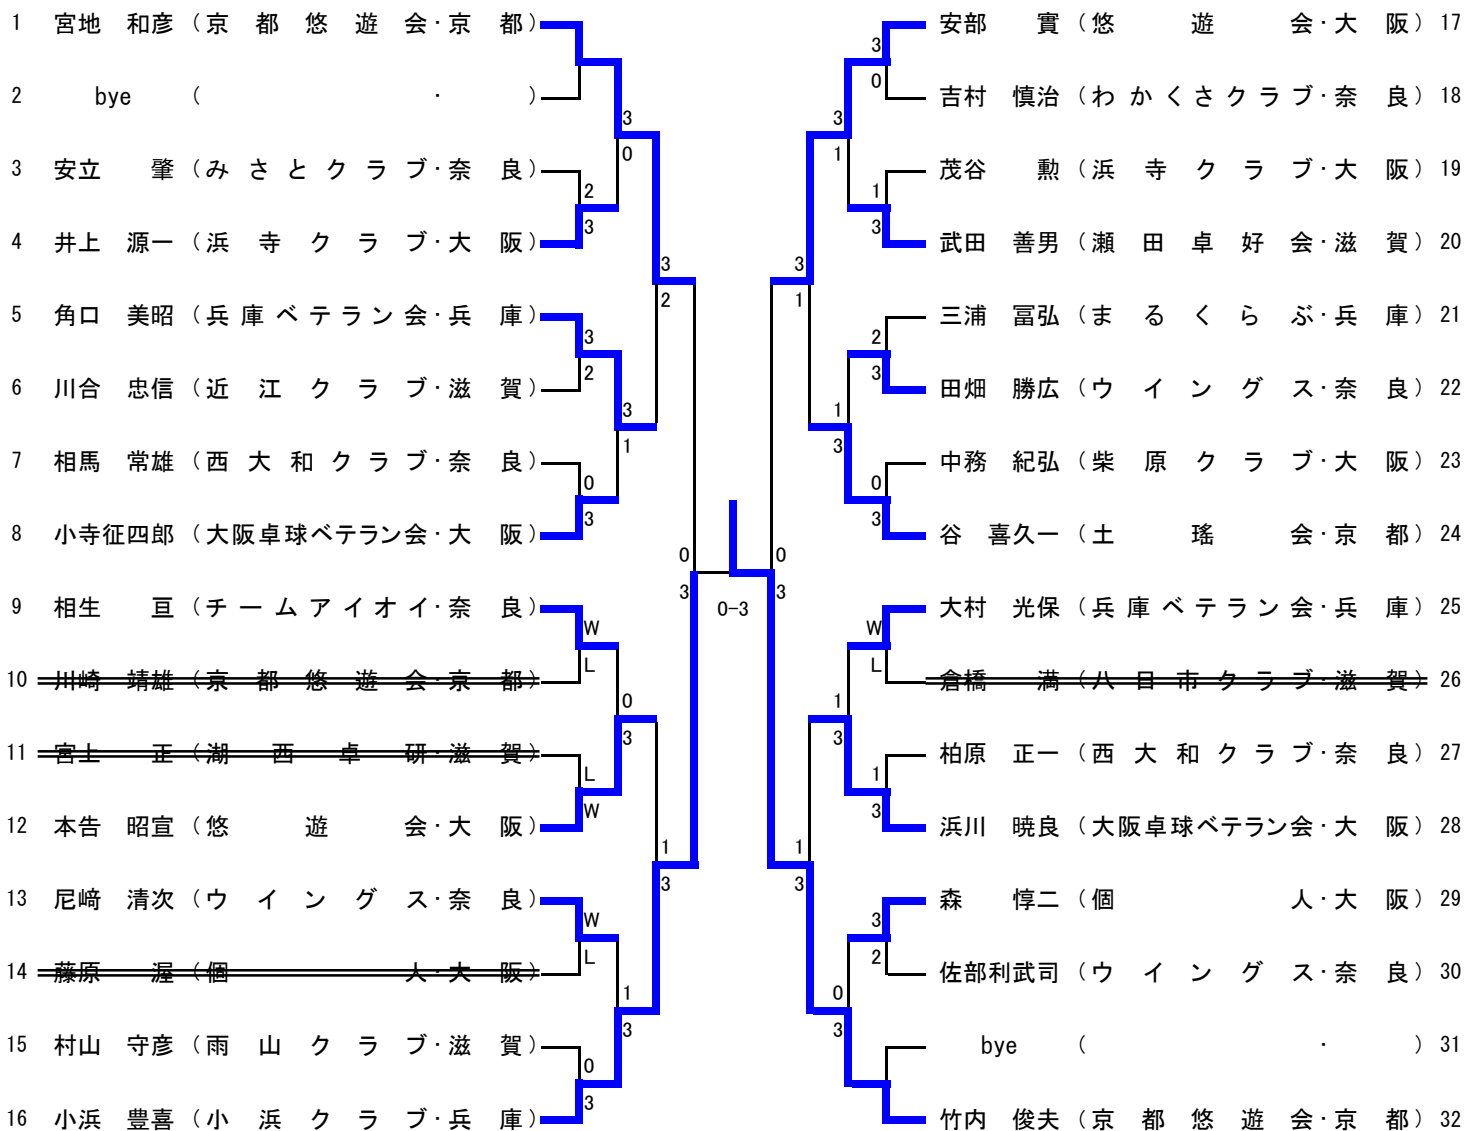 1 宮地 和彦 (京都悠遊会・京都)
2 bye ( ・ )
3 安立 肇 (みさとクラブ・奈良)
4 井上 源一 (浜寺クラブ・大阪)
5 角口 美昭 (兵庫ベテラン会・兵庫)
6 川合 忠信 (近江クラブ・滋賀)
7 相馬 常雄 (西大和クラブ・奈良)
8 小寺征四郎 (大阪卓球ベテラン会・大阪)
9 相生 亘 (チームアイオイ・奈良)
10 川崎 靖雄 (京都悠遊会・京都)
11 宮上 正 (湖西卓研・滋賀)
12 本告 昭宣 (悠遊会・大阪)
13 尼﨑 清次 (ウイングス・奈良)
14 藤原 渥 (個人・大阪)
15 村山 守彦 (雨山クラブ・滋賀)
16 小浜 豊喜 (小浜クラブ・兵庫)
3
0
2
3
3
2
3
2
3
1
0
3
0
3
W
L
0
3
L
W
1
3
W
L
1
3
0
3
0-3
安部 實 (悠遊会・大阪) 17
吉村 慎治 (わかくさクラブ・奈良) 18
茂谷 勲 (浜寺クラブ・大阪) 19
武田 善男 (瀬田卓好会・滋賀) 20
三浦 冨弘 (まるくらぶ・兵庫) 21
田畑 勝広 (ウイングス・奈良) 22
中務 紀弘 (柴原クラブ・大阪) 23
谷 喜久一 (土瑤会・京都) 24
大村 光保 (兵庫ベテラン会・兵庫) 25
倉橋 満 (八日市クラブ・滋賀) 26
柏原 正一 (西大和クラブ・奈良) 27
浜川 暁良 (大阪卓球ベテラン会・大阪) 28
森 惇二 (個人・大阪) 29
佐部利武司 (ウイングス・奈良) 30
bye ( ・ ) 31
竹内 俊夫 (京都悠遊会・京都) 32
3
0
3
1
1
3
3
1
2
3
1
3
0
3
0
3
W
L
1
3
1
3
1
3
3
2
0
3